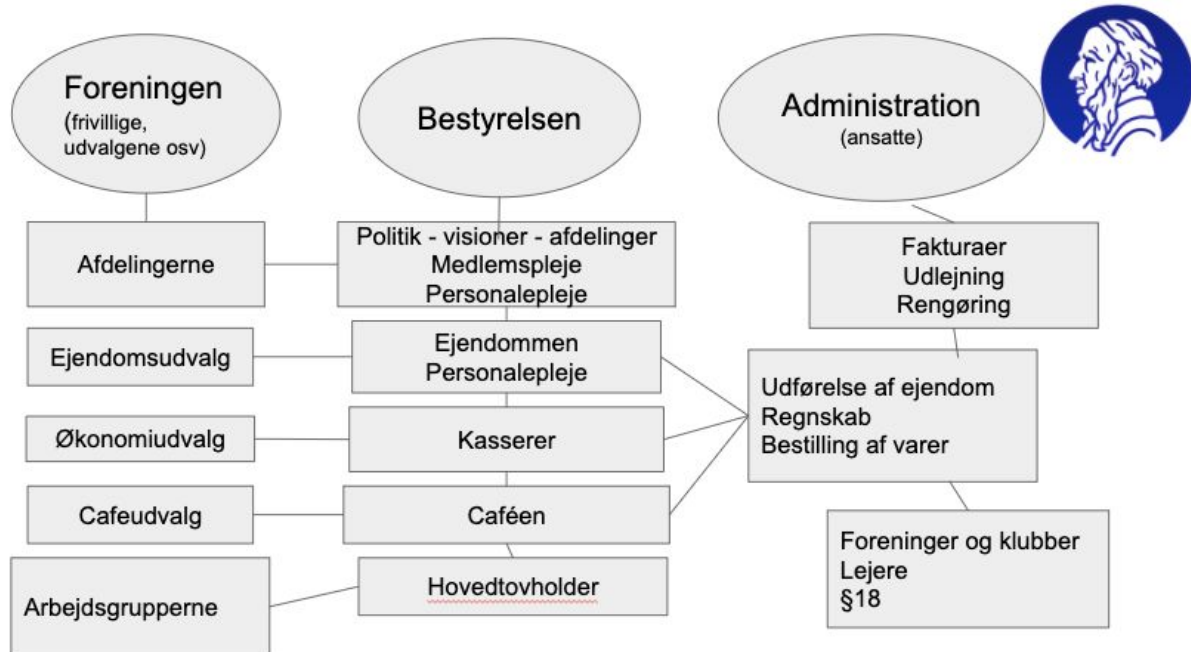 Foreningen
(frivillige,
udvalgene osv)
Bestyrelsen
Administration
(ansatte)
Afdelingerne
Politik - visioner - afdelinger
Medlemspleje
Personalepleje
Fakturaer
Udlejning
Rengøring
Ejendomsudvalg
Ejendommen
Personalepleje
Udførelse af ejendom
Regnskab
Bestilling af varer
Økonomiudvalg
Kasserer
Cafeudvalg
Caféen
Foreninger og klubber
Lejere
§18
Arbejdsgrupperne
Hovedtovholder